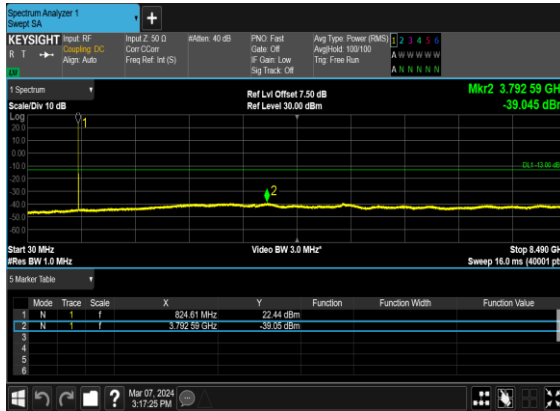 Spectrum Analyzer 1
Swept SA
+
KEYSIGHT Input: RF Input Z: 50 Ω #Atten: 40 dB PNO: Fast Avg Type: Power (RMS) 1 2 3 4 5 6
R T Coupling: DC Corr CCorr Gate: Off Avg|Hold: 100/100 A W W W W W
Align: Auto Freq Ref: Int (S) IF Gain: Low Trig: Free Run
Sig Track: Off A N N N N N
1 Spectrum
Scale/Div 10 dB
Ref Lvl Offset 7.50 dB
Ref Level 30.00 dBm
Mkr2 3.792 59 GHz
-39.045 dBm
Log
20.0
10.0
0.00
-10.0
-20.0
-30.0
-40.0
-50.0
-60.0
1
2
DL1 -13.00 dB
Start 30 MHz Video BW 3.0 MHz* Stop 8.490 GH
#Res BW 1.0 MHz Sweep 16.0 ms (40001 pt
5 Marker Table
Mode Trace Scale X Y Function Function Width Function Value
1 N 1 f 824.61 MHz 22.44 dBm
2 N 1 f 3.792 59 GHz -39.05 dBm
3
4
5
6
?
Mar 07, 2024
3:17:25 PM